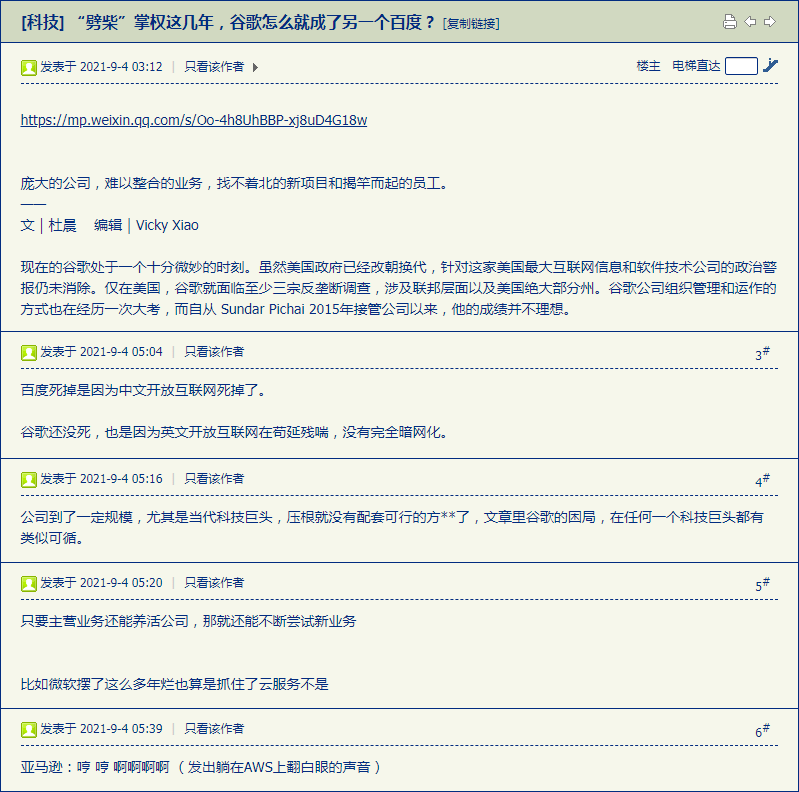 [科技] “劈柴”掌权这几年，谷歌怎么就成了另一个百度？ [复制链接]
发表于 2021-9-4 03:12 | 只看该作者
楼主 电梯直达
https://mp.weixin.qq.com/s/Oo-4h8UhBBP-xj8uD4G18w
庞大的公司，难以整合的业务，找不着北的新项目和揭竿而起的员工。
——
文 | 杜晨 编辑 | Vicky Xiao
现在的谷歌处于一个十分微妙的时刻。虽然美国政府已经改朝换代，针对这家美国最大互联网信息和软件技术公司的政治警
报仍未消除。仅在美国，谷歌就面临至少三宗反垄断调查，涉及联邦层面以及美国绝大部分州。谷歌公司组织管理和运作的
方式也在经历一次大考，而自从 Sundar Pichai 2015年接管公司以来，他的成绩并不理想。
发表于 2021-9-4 05:04 | 只看该作者
3#
百度死掉是因为中文开放互联网死掉了。
谷歌还没死，也是因为英文开放互联网在苟延残喘，没有完全暗网化。
发表于 2021-9-4 05:16 | 只看该作者
4#
公司到了一定规模，尤其是当代科技巨头，压根就没有配套可行的方**了，文章里谷歌的困局，在任何一个科技巨头都有
类似可循。
发表于 2021-9-4 05:20 | 只看该作者
5#
只要主营业务还能养活公司，那就还能不断尝试新业务
比如微软摆了这么多年烂也算是抓住了云服务不是
发表于 2021-9-4 05:39 | 只看该作者
6#
亚马逊：哼 哼 啊啊啊啊 （ 发出躺在AWS上翻白眼的声音 ）